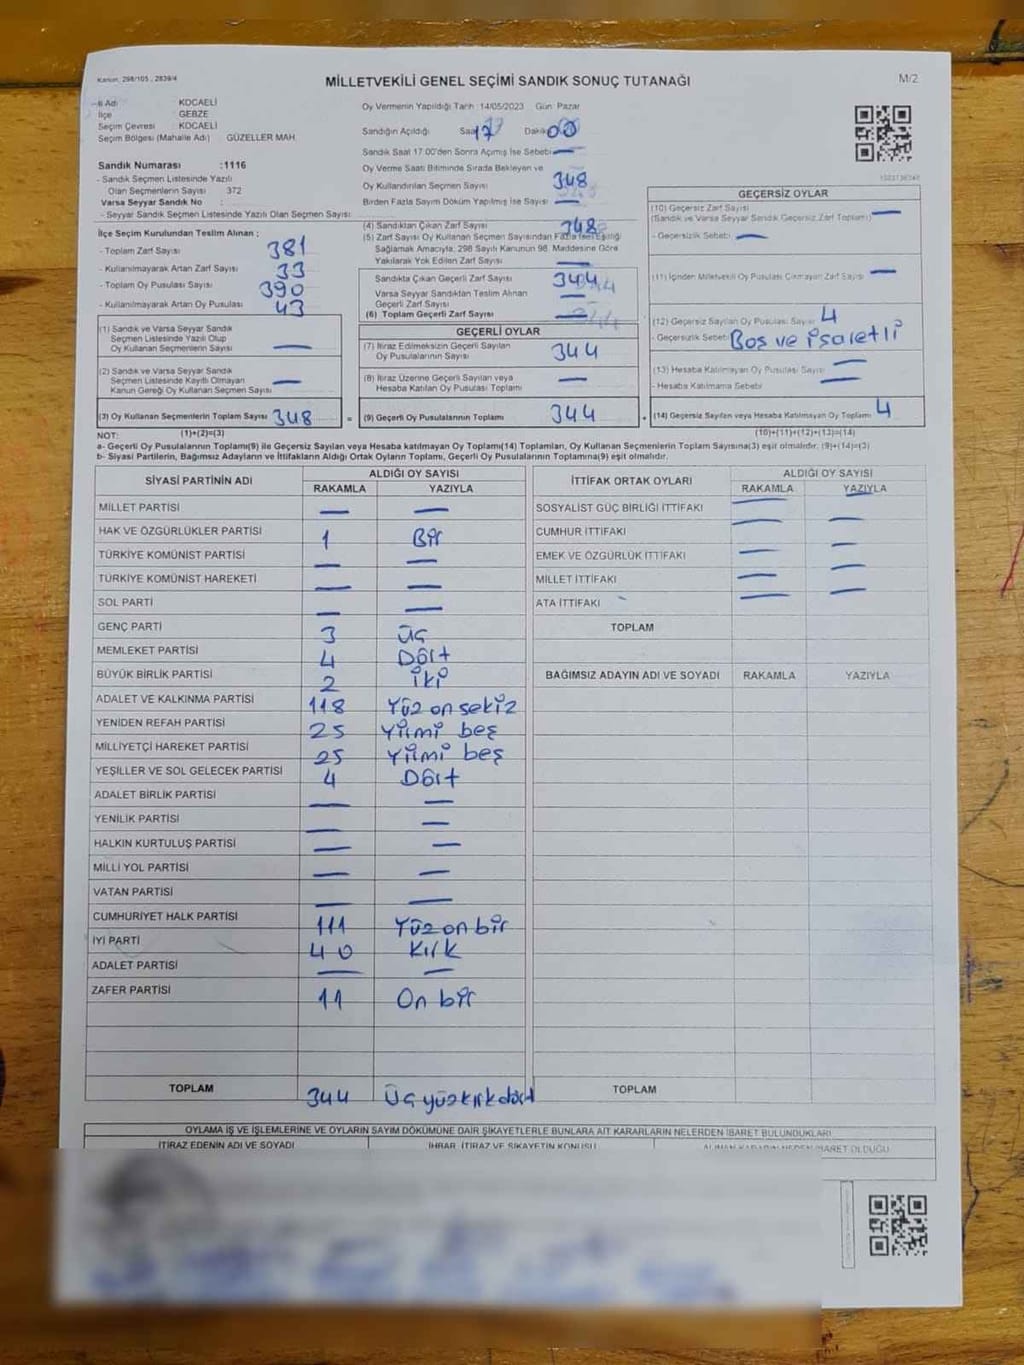 Kanun, 298/105 , 2839/4
MİLLETVEKİLİ GENEL SEÇİMİ SANDIK SONUÇ TUTANAĞI
M/2
İl Adı : KOCAELİ
İlçe GEBZE
Seçim Çevresi : KOCAELİ
Seçim Bölgesi (Mahalle Adı) GÜZELLER MAH.
Sandık Numarası :1116
- Sandık Seçmen Listesinde Yazılı
Olan Seçmenlerin Sayısı 372
Varsa Seyyar Sandık No :
- Seyyar Sandık Seçmen Listesinde Yazılı Olan Seçmen Sayısı:
İlçe Seçim Kurulundan Teslim Alınan ;
- Toplam Zarf Sayısı 381
- Kullanılmayarak Artan Zarf Sayısı 33
- Toplam Oy Pusulası Sayısı 390
- Kullanılmayarak Artan Oy Pusulası 43
(1) Sandık ve Varsa Seyyar Sandık
Seçmen Listesinde Yazılı Olup
Oy Kullanan Seçmenlerin Sayısı —
(2) Sandık ve Varsa Seyyar Sandık
Seçmen Listesinde Kayıtlı Olmayan
Kanun Gereği Oy Kullanan Seçmen Sayısı —
(3) Oy Kullanan Seçmenlerin Toplam Sayısı 348
(1)+(2)=(3)
Oy Vermenin Yapıldığı Tarih :14/05/2023 Gün: Pazar
Sandığın Açıldığı Saat 17 Dakika 00
Sandık Saat 17:00'den Sonra Açılmış İse Sebebi —
Oy Verme Saati Bitiminde Sırada Bekleyen ve
Oy Kullandırılan Seçmen Sayısı 348
Birden Fazla Sayım Döküm Yapılmış İse Sayısı —
(4) Sandıktan Çıkan Zarf Sayısı 348
(5) Zarf Sayısı Oy Kullanan Seçmen Sayısından Fazla İse Eşitliği
Sağlamak Amacıyla, 298 Sayılı Kanunun 98. Maddesine Göre
Yakılarak Yok Edilen Zarf Sayısı —
Sandıkta Çıkan Geçerli Zarf Sayısı 344
Varsa Seyyar Sandıktan Teslim Alınan
Geçerli Zarf Sayısı —
(6) Toplam Geçerli Zarf Sayısı —
GEÇERLİ OYLAR
(7) İtiraz Edilmeksizin Geçerli Sayılan
Oy Pusulalarının Sayısı 344
(8) İtiraz Üzerine Geçerli Sayılan veya
Hesaba Katılan Oy Pusulası Toplamı —
= (9) Geçerli Oy Pusulalarının Toplamı 344
GEÇERSİZ OYLAR
(10) Geçersiz Zarf Sayısı —
(Sandık ve Varsa Seyyar Sandık Geçersiz Zarf Toplamı)
- Geçersizlik Sebebi —
(11) İçinden Milletvekili Oy Pusulası Çıkmayan Zarf Sayısı —
(12) Geçersiz Sayılan Oy Pusulası Sayısı 4
- Geçersizlik Sebebi Boş ve işaretli
(13) Hesaba Katılmayan Oy Pusulası Sayısı —
- Hesaba Katılmama Sebebi —
+ (14) Geçersiz Sayılan veya Hesaba Katılmayan Oy Toplamı 4
(10)+(11)+(12)+(13)=(14)
NOT:
a- Geçerli Oy Pusulalarının Toplamı(9) ile Geçersiz Sayılan veya Hesaba katılmayan Oy Toplamı(14) Toplamları, Oy Kullanan Seçmenlerin Toplam Sayısına(3) eşit olmalıdır. (9)+(14)=(3)
b- Siyasi Partilerin, Bağımsız Adayların ve İttifakların Aldığı Oyların Toplamı, Geçerli Oy Pusulalarının Toplamına(9) eşit olmalıdır.
SİYASİ PARTİNİN ADI ALDIĞI OY SAYISI
RAKAMLA YAZIYLA
MİLLET PARTİSİ — —
HAK VE ÖZGÜRLÜKLER PARTİSİ 1 Bir
TÜRKİYE KOMÜNİST PARTİSİ — —
TÜRKİYE KOMÜNİST HAREKETİ — —
SOL PARTİ — —
GENÇ PARTİ 3 Üç
MEMLEKET PARTİSİ 4 Dört
BÜYÜK BİRLİK PARTİSİ 2 iki
ADALET VE KALKINMA PARTİSİ 118 Yüz on sekiz
YENİDEN REFAH PARTİSİ 25 yirmi beş
MİLLİYETÇİ HAREKET PARTİSİ 25 yirmi beş
YEŞİLLER VE SOL GELECEK PARTİSİ 4 Dört
ADALET BİRLİK PARTİSİ — —
YENİLİK PARTİSİ — —
HALKIN KURTULUŞ PARTİSİ — —
MİLLİ YOL PARTİSİ — —
VATAN PARTİSİ — —
CUMHURİYET HALK PARTİSİ 111 Yüz on bir
İYİ PARTİ 40 kırk
ADALET PARTİSİ — —
ZAFER PARTİSİ 11 On bir
TOPLAM 344 Üç yüz kırk dört
İTTİFAK ORTAK OYLARI ALDIĞI OY SAYISI
RAKAMLA YAZIYLA
SOSYALİST GÜÇ BİRLİĞİ İTTİFAKI — —
CUMHUR İTTİFAKI — —
EMEK VE ÖZGÜRLÜK İTTİFAKI — —
MİLLET İTTİFAKI — —
ATA İTTİFAKI — —
TOPLAM
BAĞIMSIZ ADAYIN ADI VE SOYADI RAKAMLA YAZIYLA
TOPLAM
OYLAMA İŞ VE İŞLEMLERİNE VE OYLARIN SAYIM DÖKÜMÜNE DAİR ŞİKAYETLERLE BUNLARA AİT KARARLARIN NELERDEN İBARET BULUNDUKLARI
İTİRAZ EDENİN ADI VE SOYADI İHBAR, İTİRAZ VE ŞİKAYETİN KONUSU